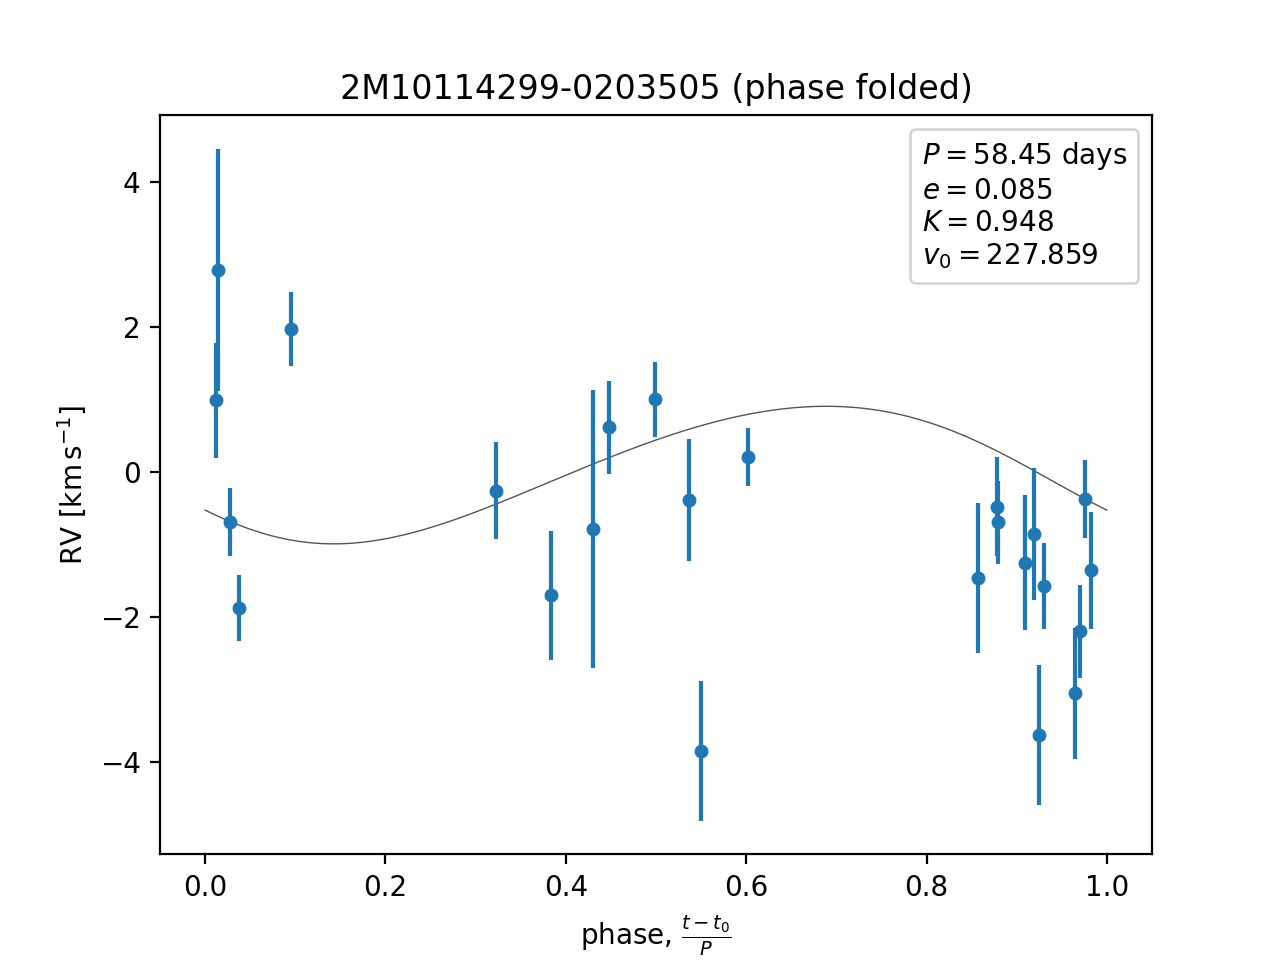 2M10114299-0203505 (phase folded)
P = 58.45 days
e = 0.085
K = 0.948
v₀ = 227.859
4
2
0
−2
−4
RV [km s⁻¹]
0.0 0.2 0.4 0.6 0.8 1.0
phase, (t − t₀)/P